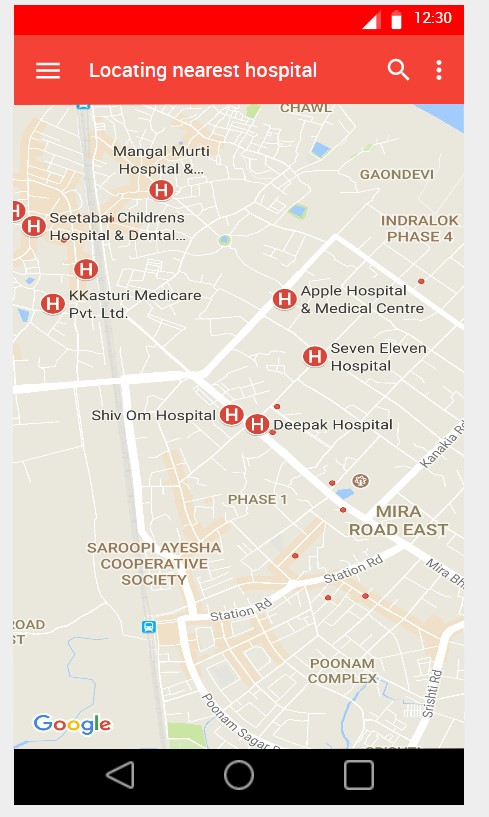 12:30
Locating nearest hospital
CHAWL
Mangal Murti
Hospital &...
GAONDEVI
H
H
H
Seetabai Childrens
Hospital & Dental...
INDRALOK
PHASE 4
H
H
KKasturi Medicare
Pvt. Ltd.
H
Apple Hospital
& Medical Centre
H
Seven Eleven
Hospital
Shiv Om Hospital
H
H
Deepak Hospital
Kanakia Rd
PHASE 1
MIRA
ROAD EAST
SAROOPI AYESHA
COOPERATIVE
SOCIETY
Station Rd
Mira Bh
Station Rd
ROAD
ST
POONAM
COMPLEX
Srishti Rd
Poonam Sagar
Google